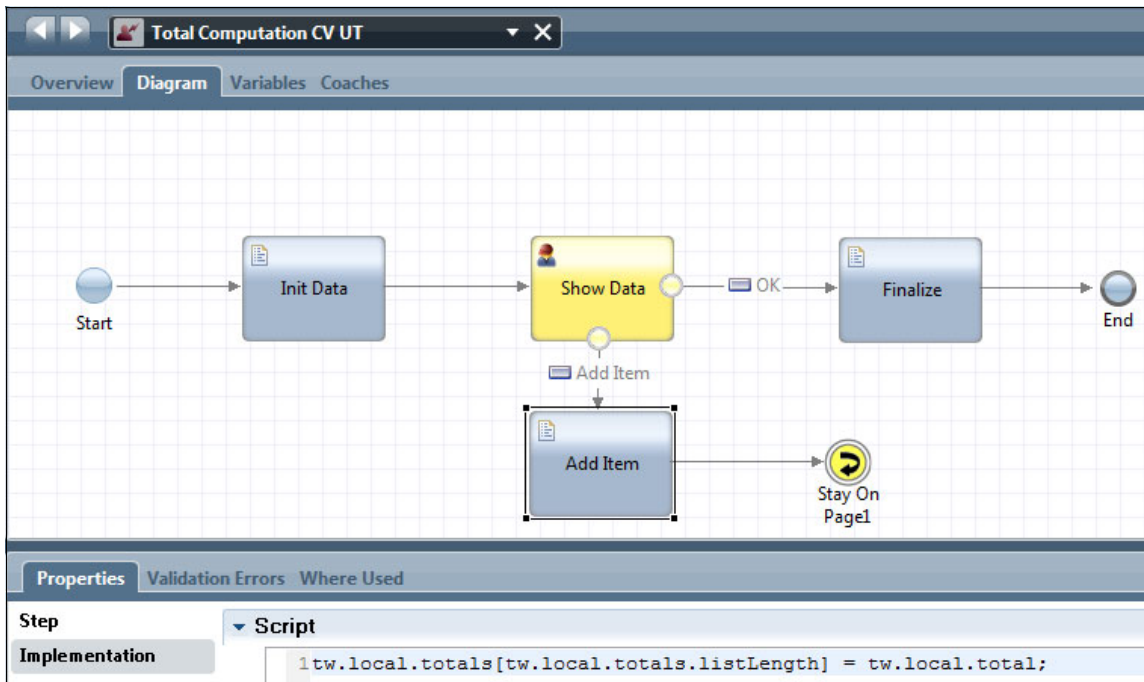 Total Computation CV UT
Overview Diagram Variables Coaches
Init Data
Show Data
OK
Finalize
Start
End
Add Item
Add Item
Stay On
Page1
Properties Validation Errors Where Used
Step
Script
Implementation
1tw.local.totals[tw.local.totals.listLength] = tw.local.total;